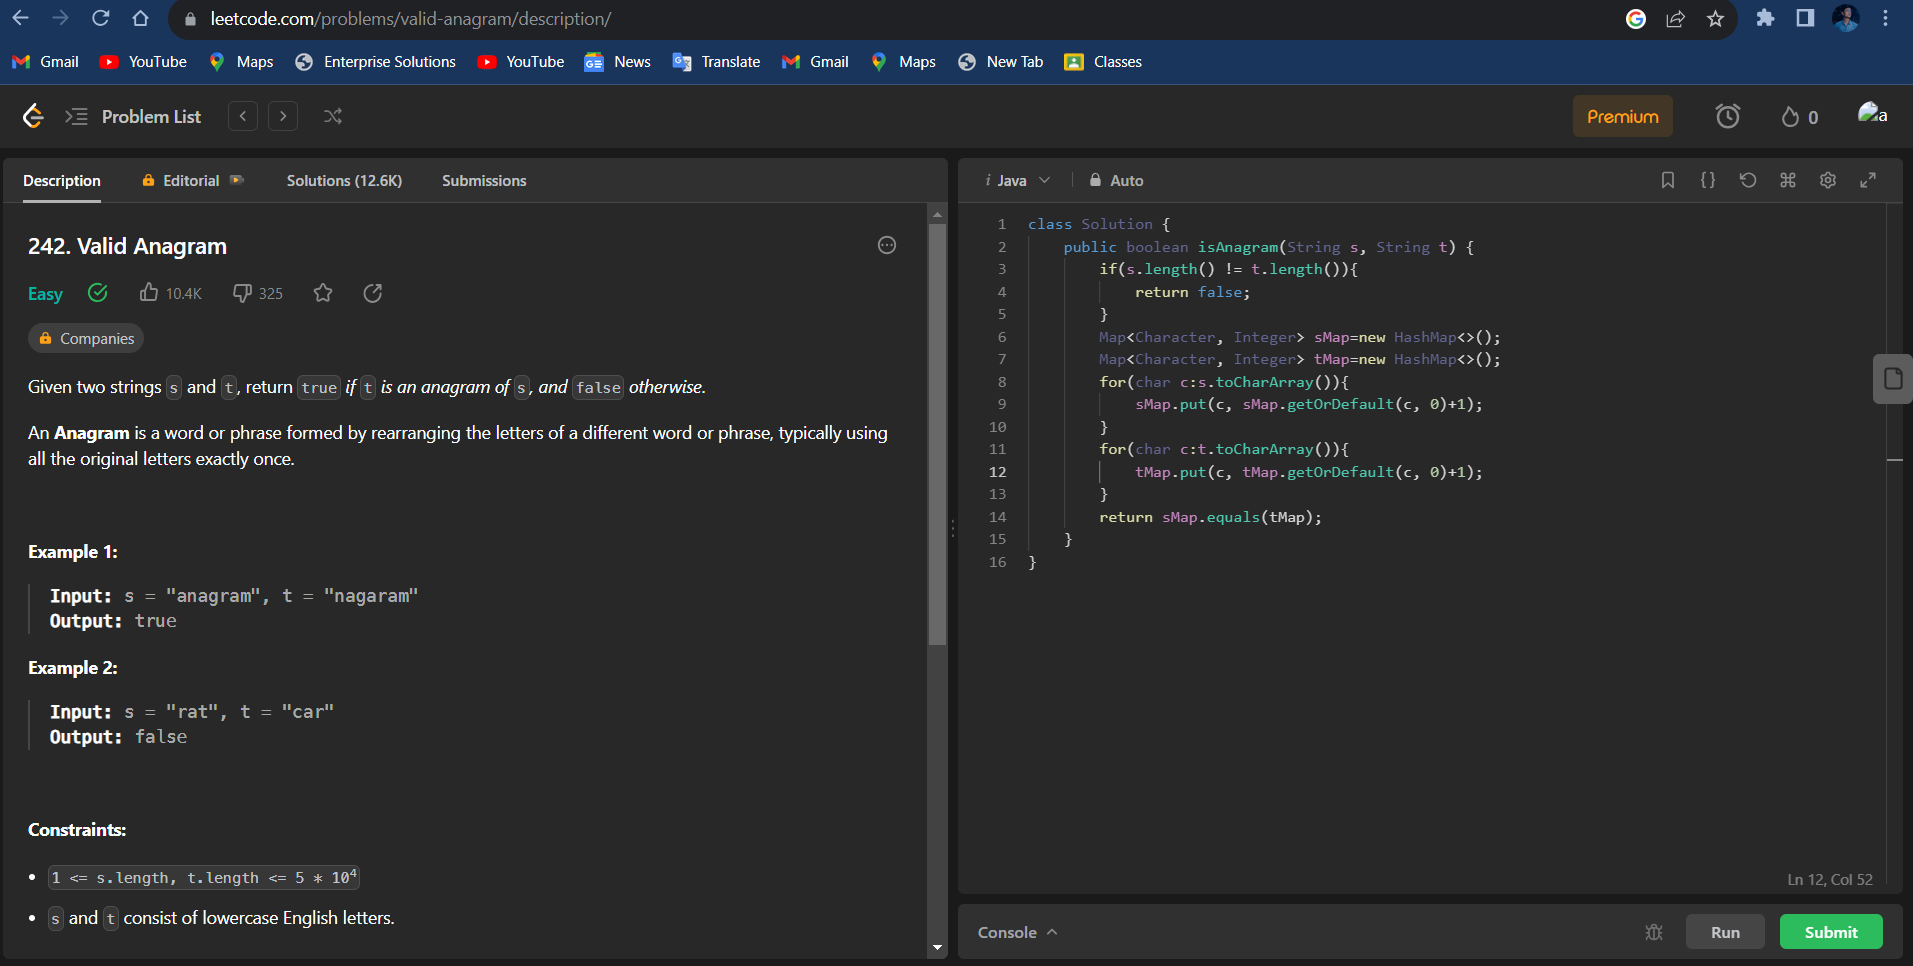 leetcode.com/problems/valid-anagram/description/
Gmail YouTube Maps Enterprise Solutions YouTube News Translate Gmail Maps New Tab Classes
Problem List
Premium 0 a
Description Editorial Solutions (12.6K) Submissions
242. Valid Anagram
Easy 10.4K 325
Companies
Given two strings s and t, return true if t is an anagram of s, and false otherwise.
An Anagram is a word or phrase formed by rearranging the letters of a different word or phrase, typically using
all the original letters exactly once.
Example 1:
Input: s = "anagram", t = "nagaram"
Output: true
Example 2:
Input: s = "rat", t = "car"
Output: false
Constraints:
• 1 <= s.length, t.length <= 5 * 10⁴
• s and t consist of lowercase English letters.
i Java Auto
1 class Solution {
2     public boolean isAnagram(String s, String t) {
3         if(s.length() != t.length()){
4             return false;
5         }
6         Map<Character, Integer> sMap=new HashMap<>();
7         Map<Character, Integer> tMap=new HashMap<>();
8         for(char c:s.toCharArray()){
9             sMap.put(c, sMap.getOrDefault(c, 0)+1);
10         }
11         for(char c:t.toCharArray()){
12             tMap.put(c, tMap.getOrDefault(c, 0)+1);
13         }
14         return sMap.equals(tMap);
15     }
16 }
Ln 12, Col 52
Console Run Submit